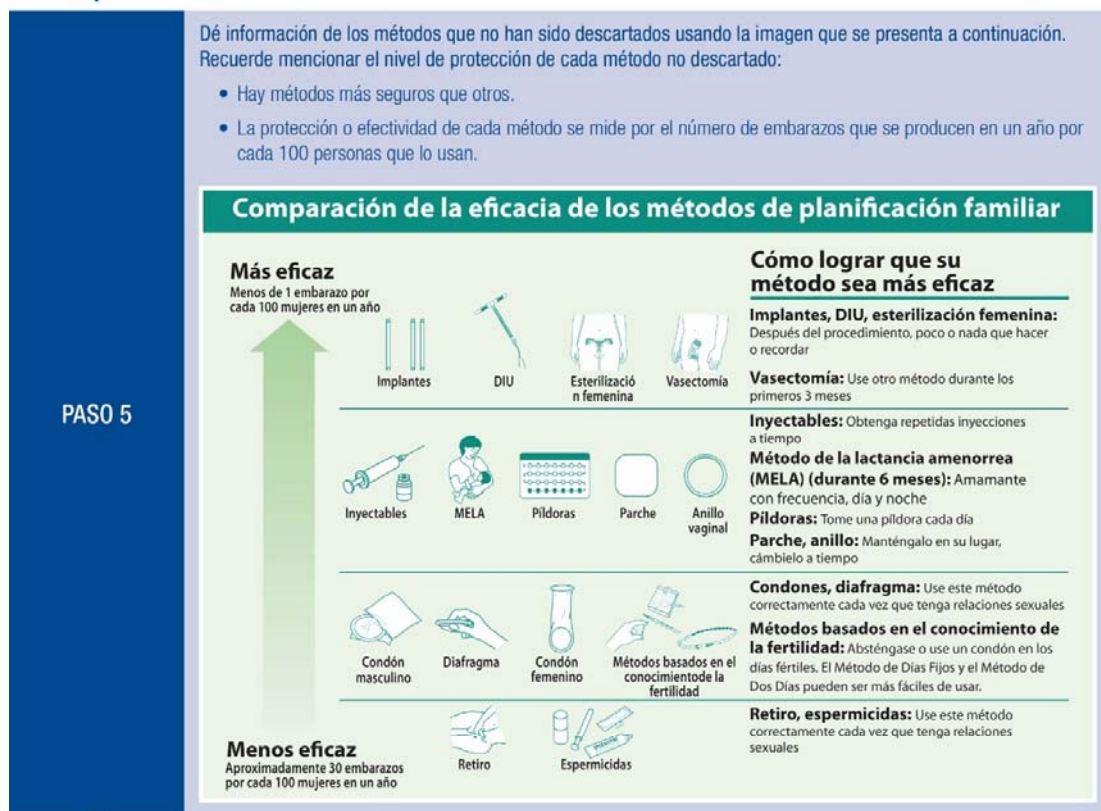 Dé información de los métodos que no han sido descartados usando la imagen que se presenta a continuación.
Recuerde mencionar el nivel de protección de cada método no descartado:
• Hay métodos más seguros que otros.
• La protección o efectividad de cada método se mide por el número de embarazos que se producen en un año por
cada 100 personas que lo usan.
PASO 5
Comparación de la eficacia de los métodos de planificación familiar
Más eficaz
Menos de 1 embarazo por
cada 100 mujeres en un año
Implantes
DIU
Esterilizació
n femenina
Vasectomía
Inyectables
MELA
Píldoras
Parche
Anillo
vaginal
Condón
masculino
Diafragma
Condón
femenino
Métodos basados en el
conocimientode la
fertilidad
Retiro
Espermicidas
Menos eficaz
Aproximadamente 30 embarazos
por cada 100 mujeres en un año
Cómo lograr que su
método sea más eficaz
Implantes, DIU, esterilización femenina:
Después del procedimiento, poco o nada que hacer
o recordar
Vasectomía: Use otro método durante los
primeros 3 meses
Inyectables: Obtenga repetidas inyecciones
a tiempo
Método de la lactancia amenorrea
(MELA) (durante 6 meses): Amamante
con frecuencia, día y noche
Píldoras: Tome una píldora cada día
Parche, anillo: Manténgalo en su lugar,
cámbielo a tiempo
Condones, diafragma: Use este método
correctamente cada vez que tenga relaciones sexuales
Métodos basados en el conocimiento de
la fertilidad: Absténgase o use un condón en los
días fértiles. El Método de Días Fijos y el Método de
Dos Días pueden ser más fáciles de usar.
Retiro, espermicidas: Use este método
correctamente cada vez que tenga relaciones
sexuales